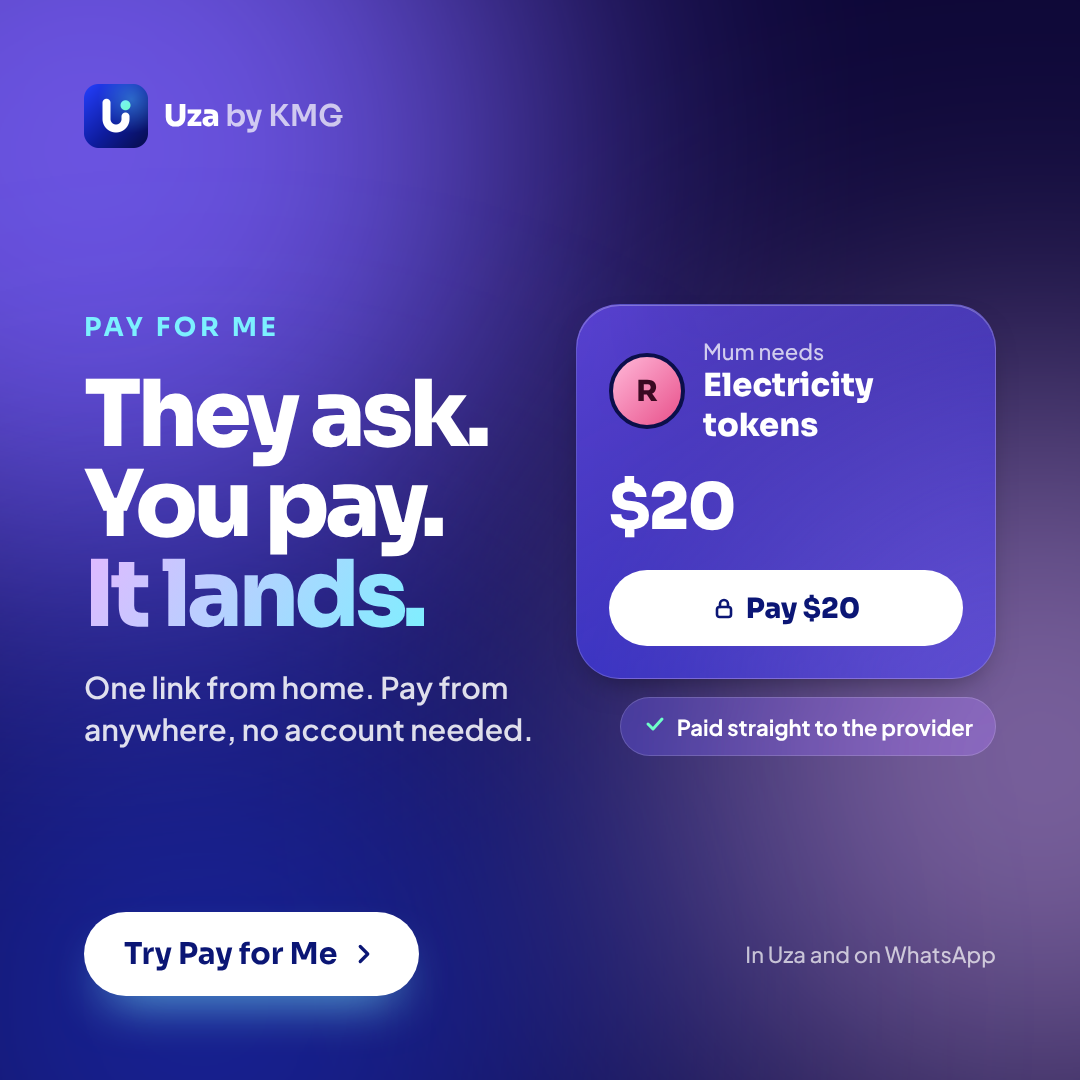 Uza by KMG
PAY FOR ME
They ask.
You pay.
It lands.
One link from home. Pay from
anywhere, no account needed.
R
Mum needs
Electricity
tokens
$20
Pay $20
Paid straight to the provider
Try Pay for Me
In Uza and on WhatsApp